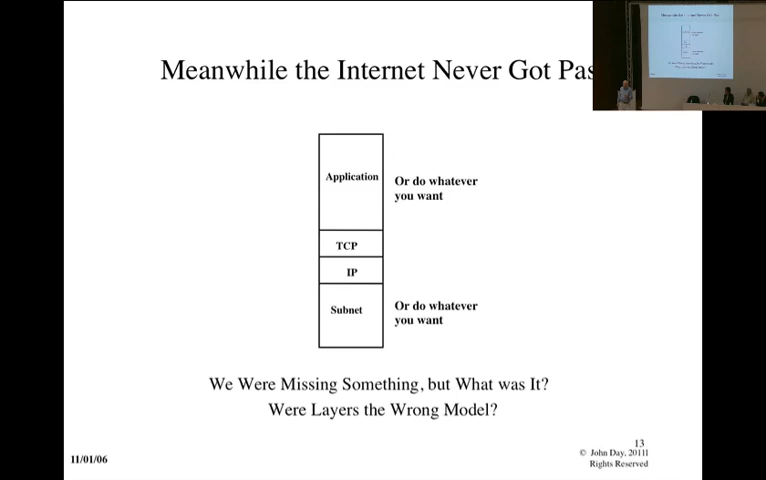 Meanwhile the Internet Never Got Pas
Application
Or do whatever
you want
TCP
IP
Subnet
Or do whatever
you want
We Were Missing Something, but What was It?
Were Layers the Wrong Model?
11/01/06
13
© John Day, 20111
Rights Reserved